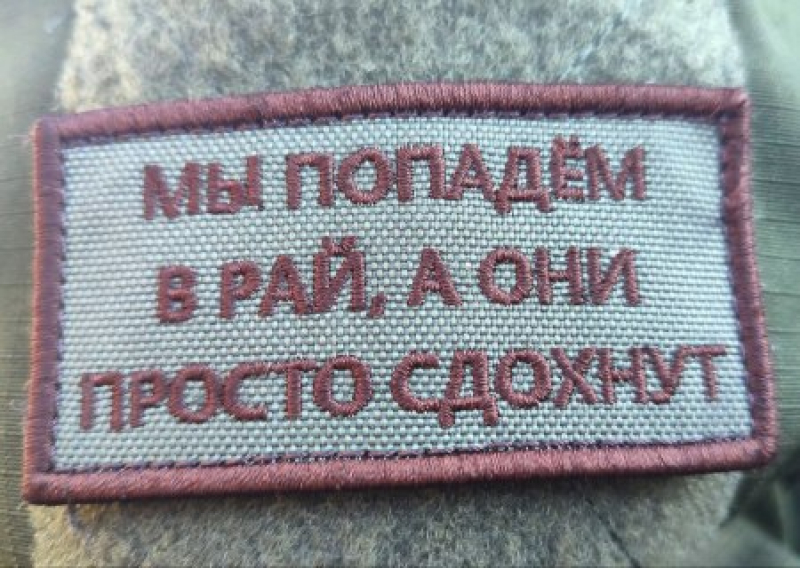 МЫ ПОПАДЁМ
В РАЙ, А ОНИ
ПРОСТО СДОХНУТ